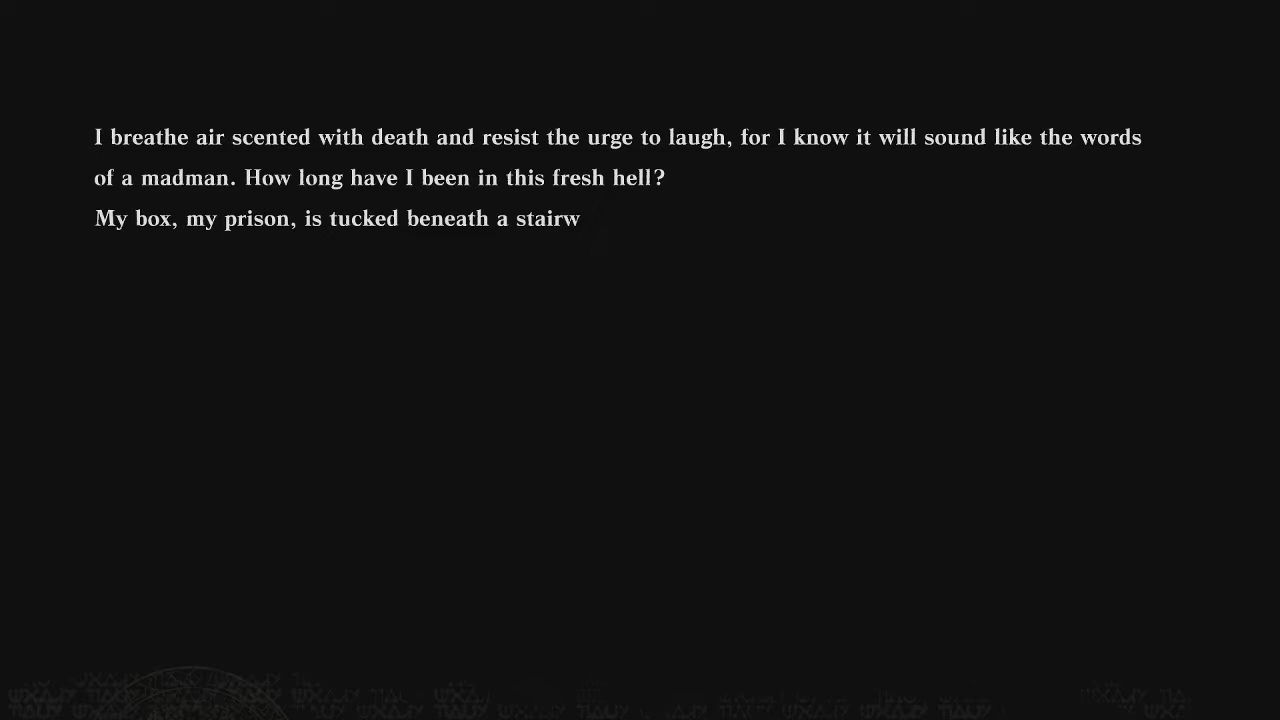 I breathe air scented with death and resist the urge to laugh, for I know it will sound like the words
of a madman. How long have I been in this fresh hell?
My box, my prison, is tucked beneath a stairw